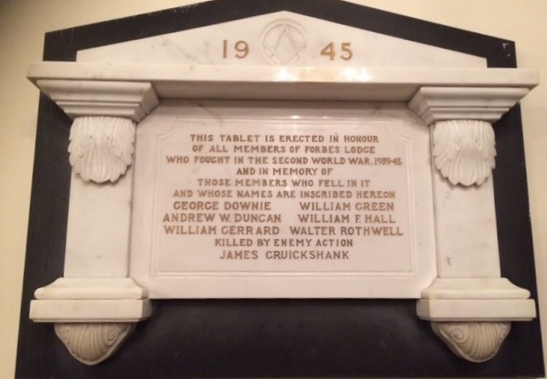 19 45
THIS TABLET IS ERECTED IN HONOUR
OF ALL MEMBERS OF FORBES LODGE
WHO FOUGHT IN THE SECOND WORLD WAR. 1939-45.
AND IN MEMORY OF
THOSE MEMBERS WHO FELL IN IT
AND WHOSE NAMES ARE INSCRIBED HEREON
GEORGE DOWNIE WILLIAM GREEN
ANDREW W. DUNCAN WILLIAM F. HALL
WILLIAM GERRARD WALTER ROTHWELL
KILLED BY ENEMY ACTION
JAMES CRUICKSHANK